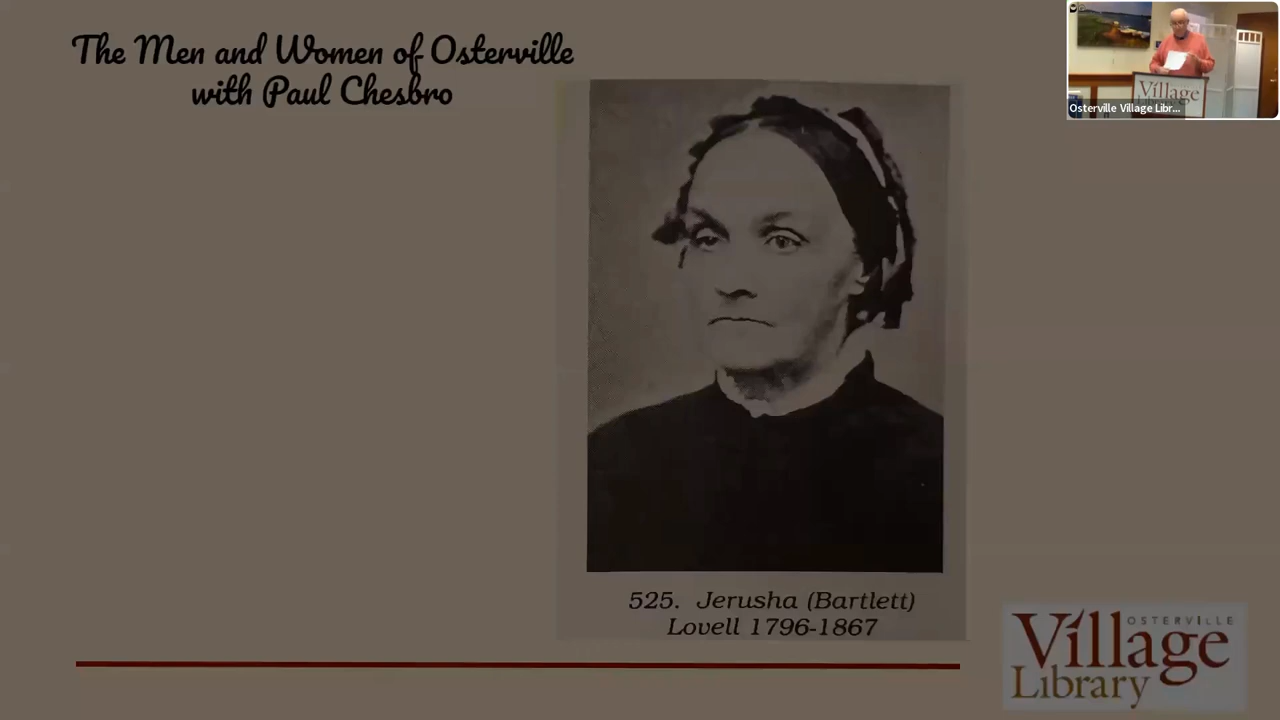 The Men and Women of Osterville
with Paul Chesbro
Village
Osterville Village Libr...
525. Jerusha (Bartlett)
Lovell 1796-1867
OSTERVILLE
Village
LIBRARY